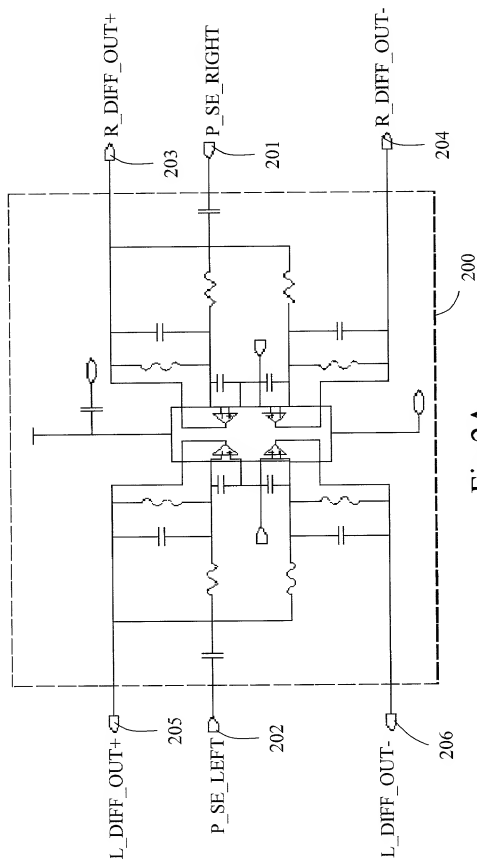 R_DIFF_OUT+
203
P_SE_RIGHT
201
R_DIFF_OUT-
204
200
L_DIFF_OUT+
205
P_SE_LEFT
202
L_DIFF_OUT-
206